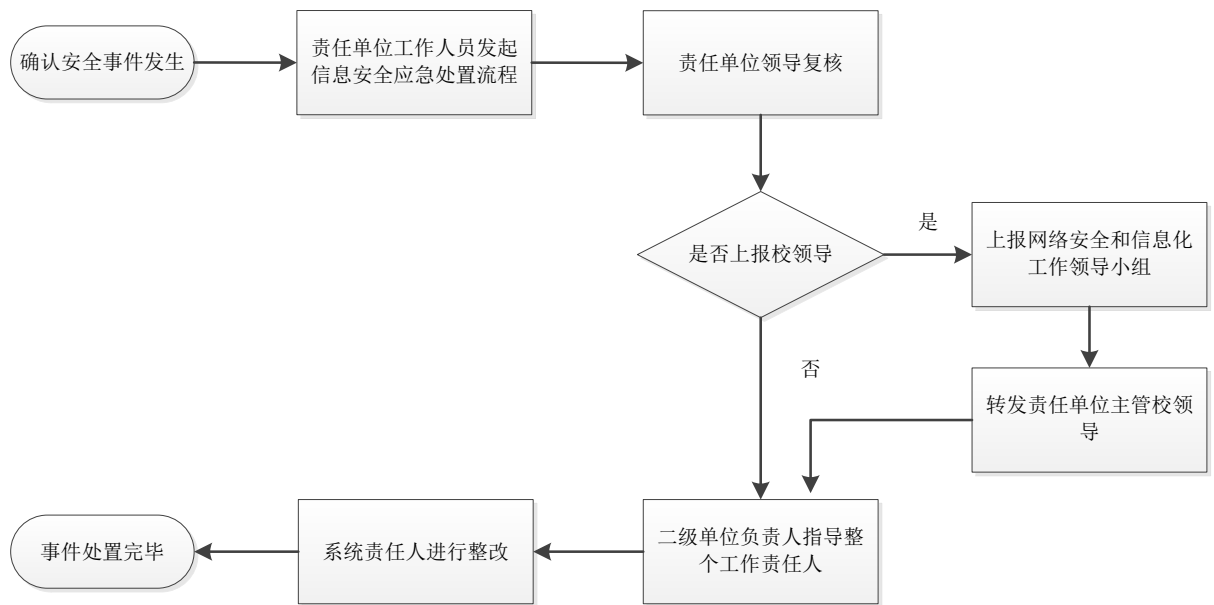 确认安全事件发生
责任单位工作人员发起
信息安全应急处置流程
责任单位领导复核
是否上报校领导
是
上报网络安全和信息化
工作领导小组
否
转发责任单位主管校领
导
二级单位负责人指导整
个工作责任人
系统责任人进行整改
事件处置完毕